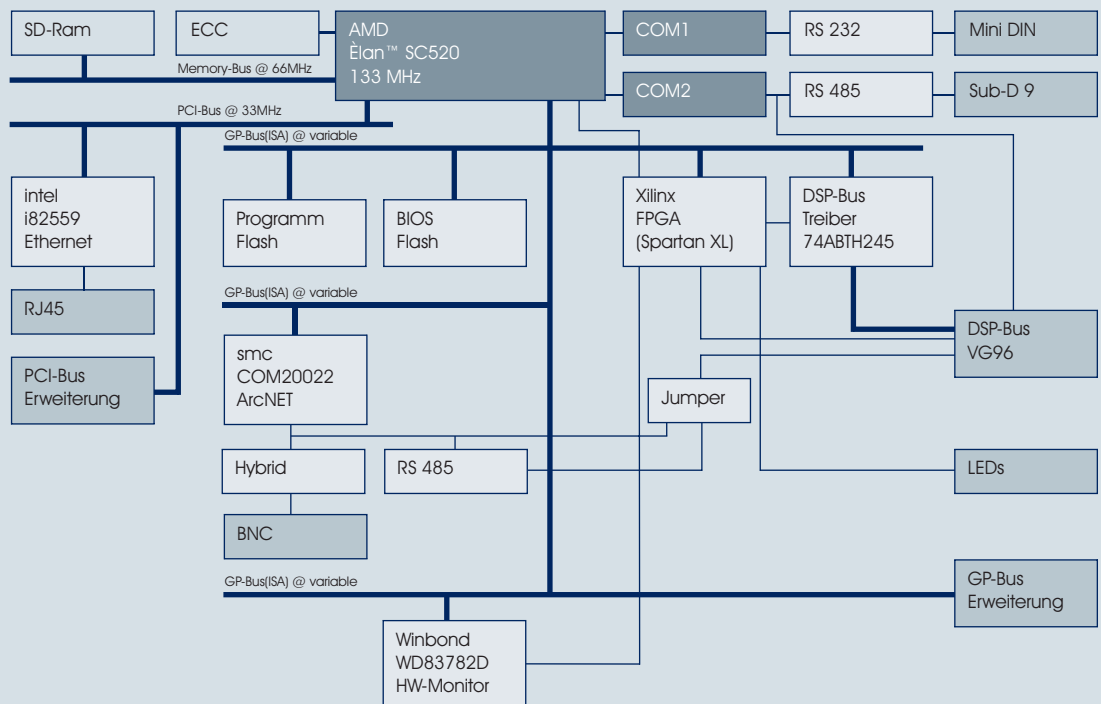 SD-Ram
ECC
AMD
Èlan™ SC520
133 MHz
COM1
RS 232
Mini DIN
Memory-Bus @ 66MHz
COM2
RS 485
Sub-D 9
PCI-Bus @ 33MHz
GP-Bus(ISA) @ variable
intel
i82559
Ethernet
Programm
Flash
BIOS
Flash
Xilinx
FPGA
(Spartan XL)
DSP-Bus
Treiber
74ABTH245
RJ45
GP-Bus(ISA) @ variable
DSP-Bus
VG96
PCI-Bus
Erweiterung
smc
COM20022
ArcNET
Jumper
Hybrid
RS 485
LEDs
BNC
GP-Bus(ISA) @ variable
GP-Bus
Erweiterung
Winbond
WD83782D
HW-Monitor